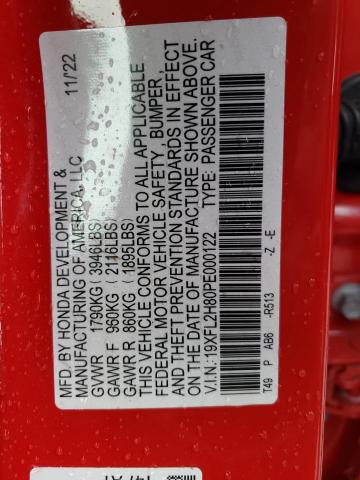 MFD. BY HONDA DEVELOPMENT &
MANUFACTURING OF AMERICA, LLC 11/22
GVWR 1790KG (3946LBS)
GAWR F 960KG (2116LBS)
GAWR R 860KG (1895LBS)
THIS VEHICLE CONFORMS TO ALL APPLICABLE
FEDERAL MOTOR VEHICLE SAFETY, BUMPER,
AND THEFT PREVENTION STANDARDS IN EFFECT
ON THE DATE OF MANUFACTURE SHOWN ABOVE.
V.I.N.: 19XFL2H80PE000122 TYPE: PASSENGER CAR
T49 P AB6 -R513 -Z -E